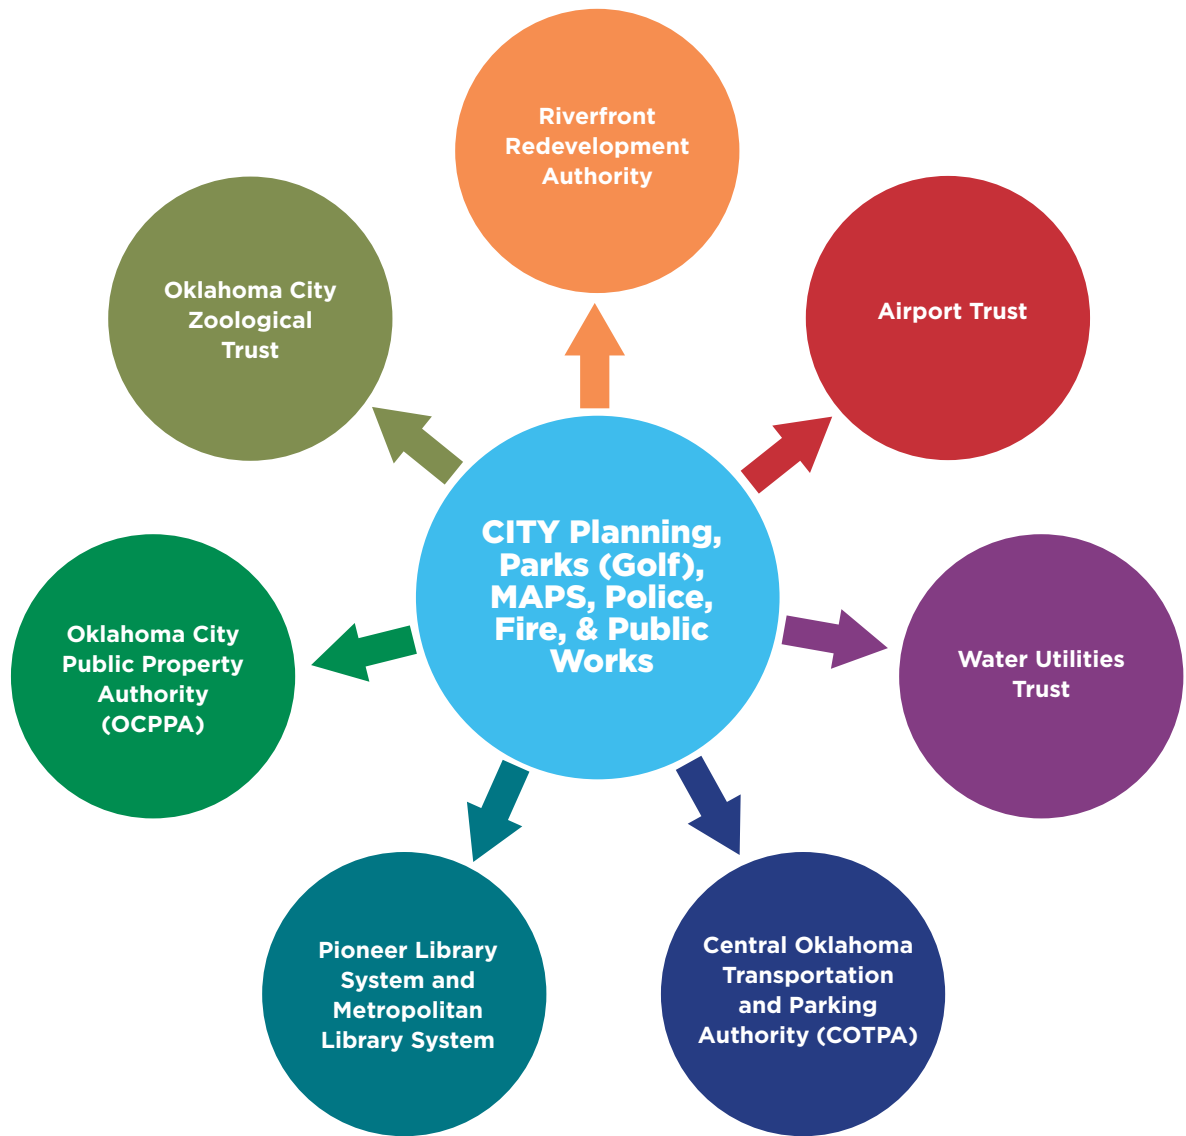 Riverfront
Redevelopment
Authority
Oklahoma City
Zoological
Trust
Airport Trust
CITY Planning,
Parks (Golf),
MAPS, Police,
Fire, & Public
Works
Oklahoma City
Public Property
Authority
(OCPPA)
Water Utilities
Trust
Pioneer Library
System and
Metropolitan
Library System
Central Oklahoma
Transportation
and Parking
Authority (COTPA)